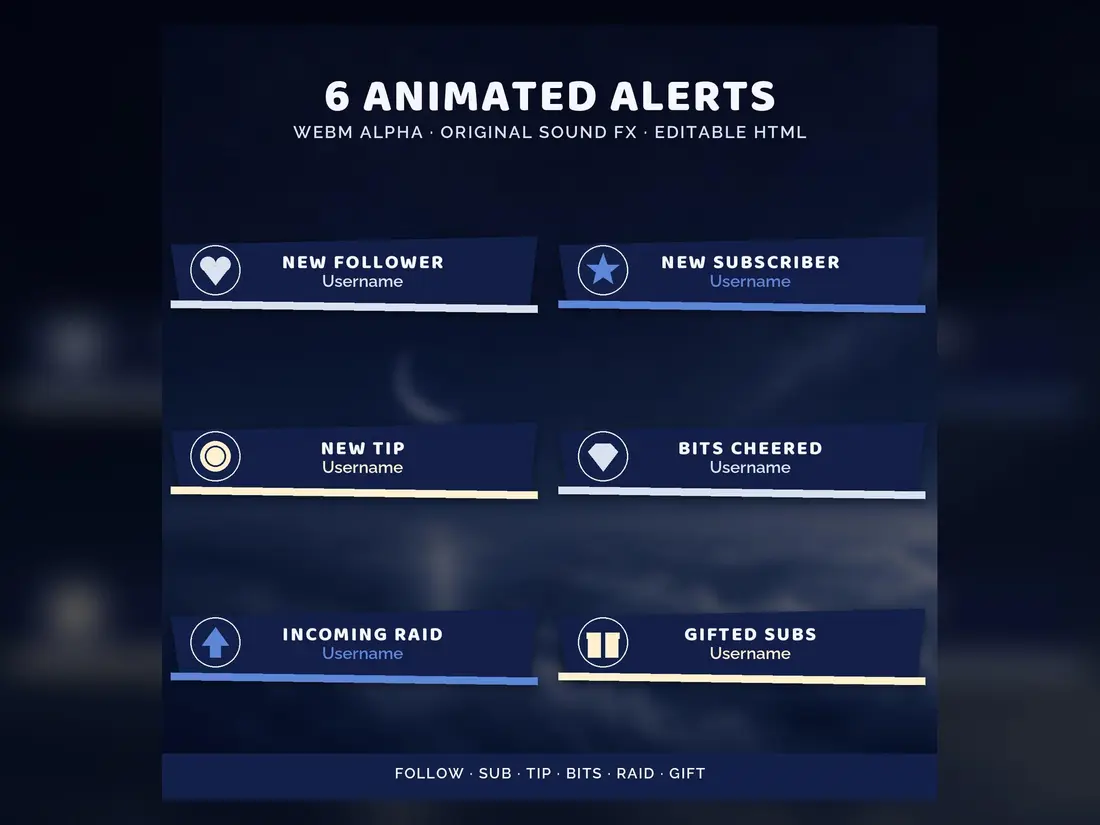 6 ANIMATED ALERTS
WEBM ALPHA · ORIGINAL SOUND FX · EDITABLE HTML
NEW FOLLOWER
Username
NEW SUBSCRIBER
Username
NEW TIP
Username
BITS CHEERED
Username
INCOMING RAID
Username
GIFTED SUBS
Username
FOLLOW · SUB · TIP · BITS · RAID · GIFT